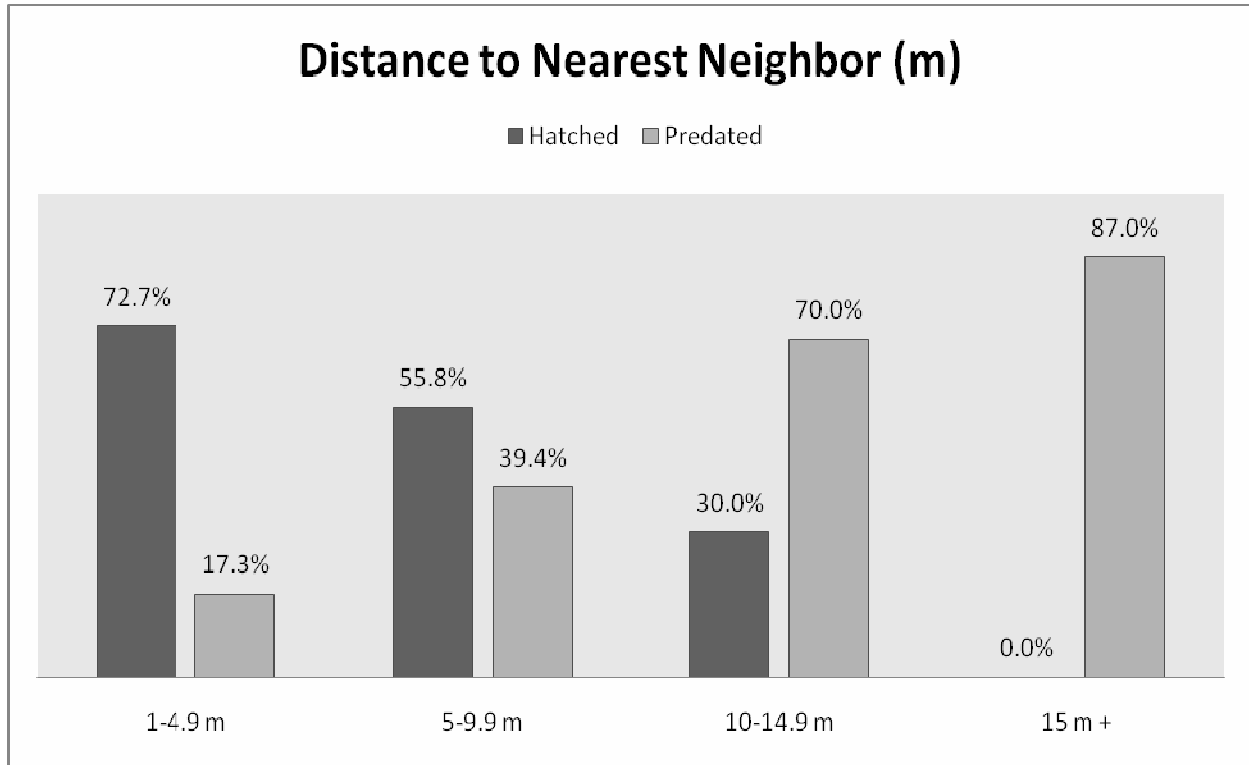 Distance to Nearest Neighbor (m)
Hatched Predated
87.0%
72.7%
70.0%
55.8%
39.4%
30.0%
17.3%
0.0%
1-4.9 m 5-9.9 m 10-14.9 m 15 m +